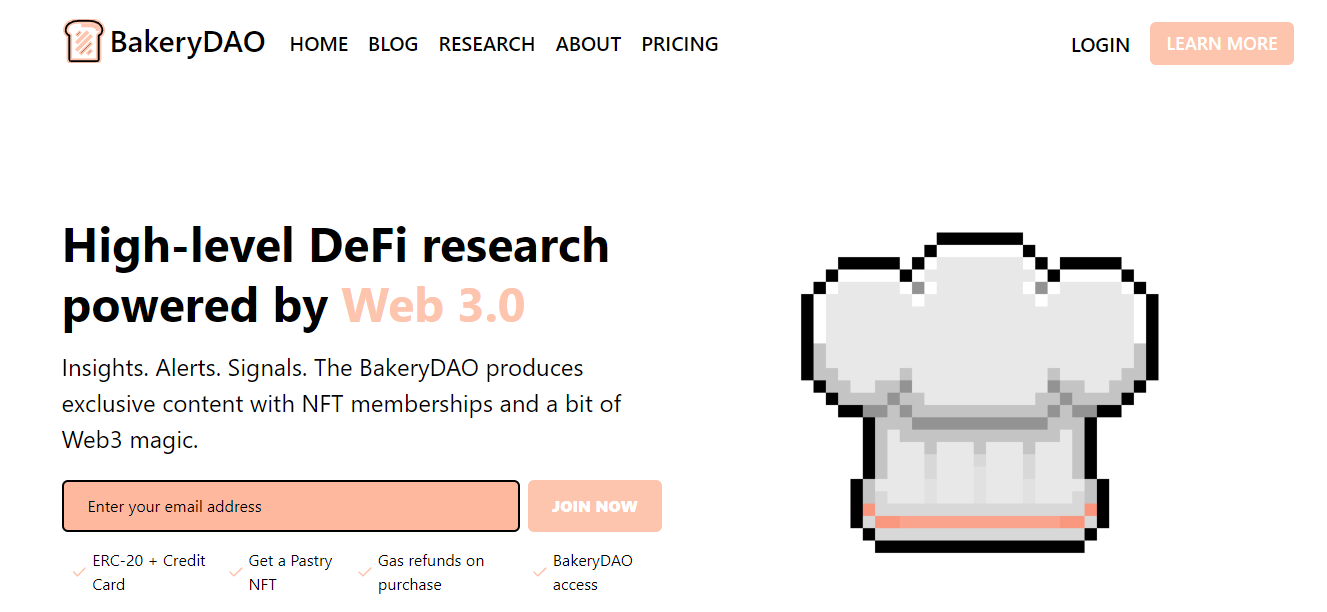 BakeryDAO HOME BLOG RESEARCH ABOUT PRICING LOGIN LEARN MORE
High-level DeFi research
powered by Web 3.0
Insights. Alerts. Signals. The BakeryDAO produces
exclusive content with NFT memberships and a bit of
Web3 magic.
Enter your email address JOIN NOW
ERC-20 + Credit
Card
Get a Pastry
NFT
Gas refunds on
purchase
BakeryDAO
access